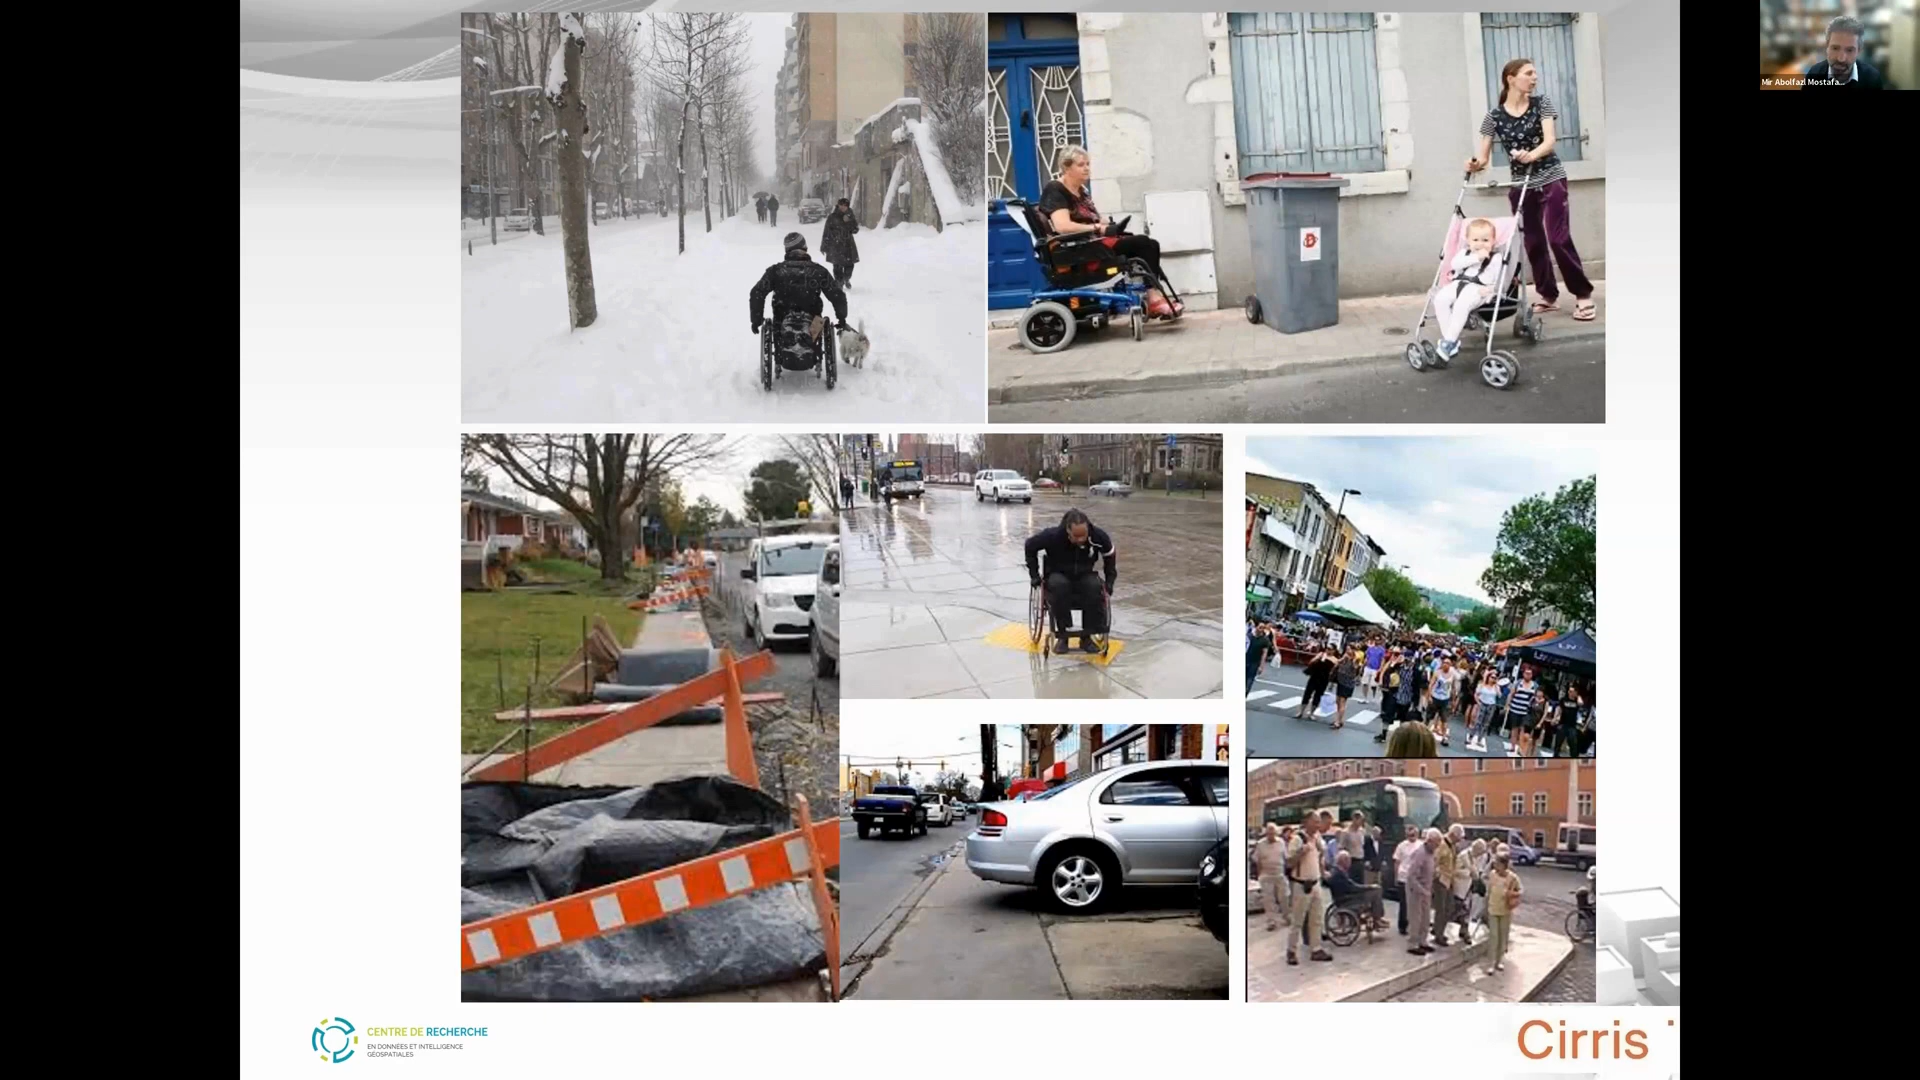 Mir Abolfazl Mostafa...
CENTRE DE RECHERCHE
EN DONNÉES ET INTELLIGENCE
GÉOSPATIALES
Cirris